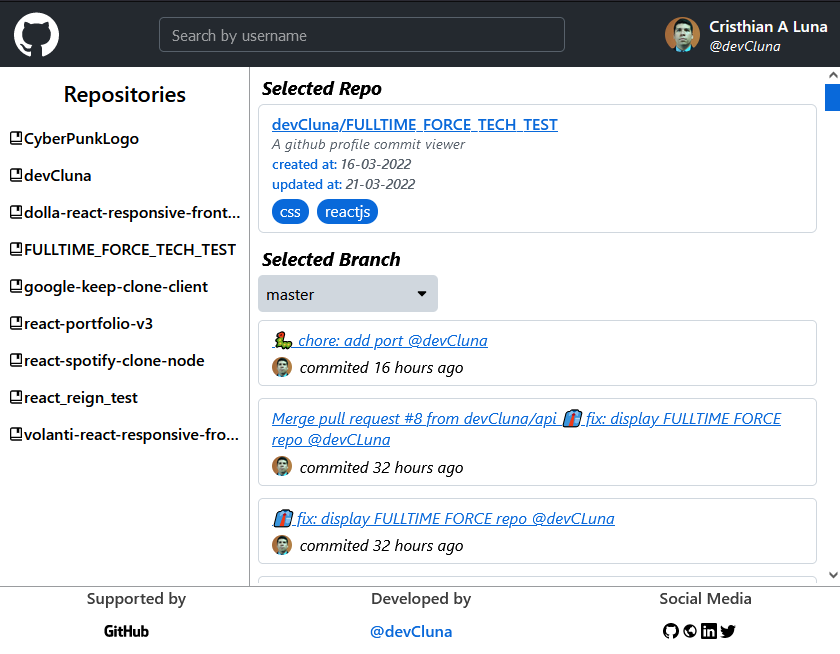 Search by username
Cristhian A Luna
@devCluna
Repositories
CyberPunkLogo
devCluna
dolla-react-responsive-front...
FULLTIME_FORCE_TECH_TEST
google-keep-clone-client
react-portfolio-v3
react-spotify-clone-node
react_reign_test
volanti-react-responsive-fro...
Selected Repo
devCluna/FULLTIME_FORCE_TECH_TEST
A github profile commit viewer
created at: 16-03-2022
updated at: 21-03-2022
css reactjs
Selected Branch
master
🐛 chore: add port @devCluna
commited 16 hours ago
Merge pull request #8 from devCluna/api 👔 fix: display FULLTIME FORCE
repo @devCLuna
commited 32 hours ago
👔 fix: display FULLTIME FORCE repo @devCLuna
commited 32 hours ago
Supported by
GitHub
Developed by
@devCluna
Social Media